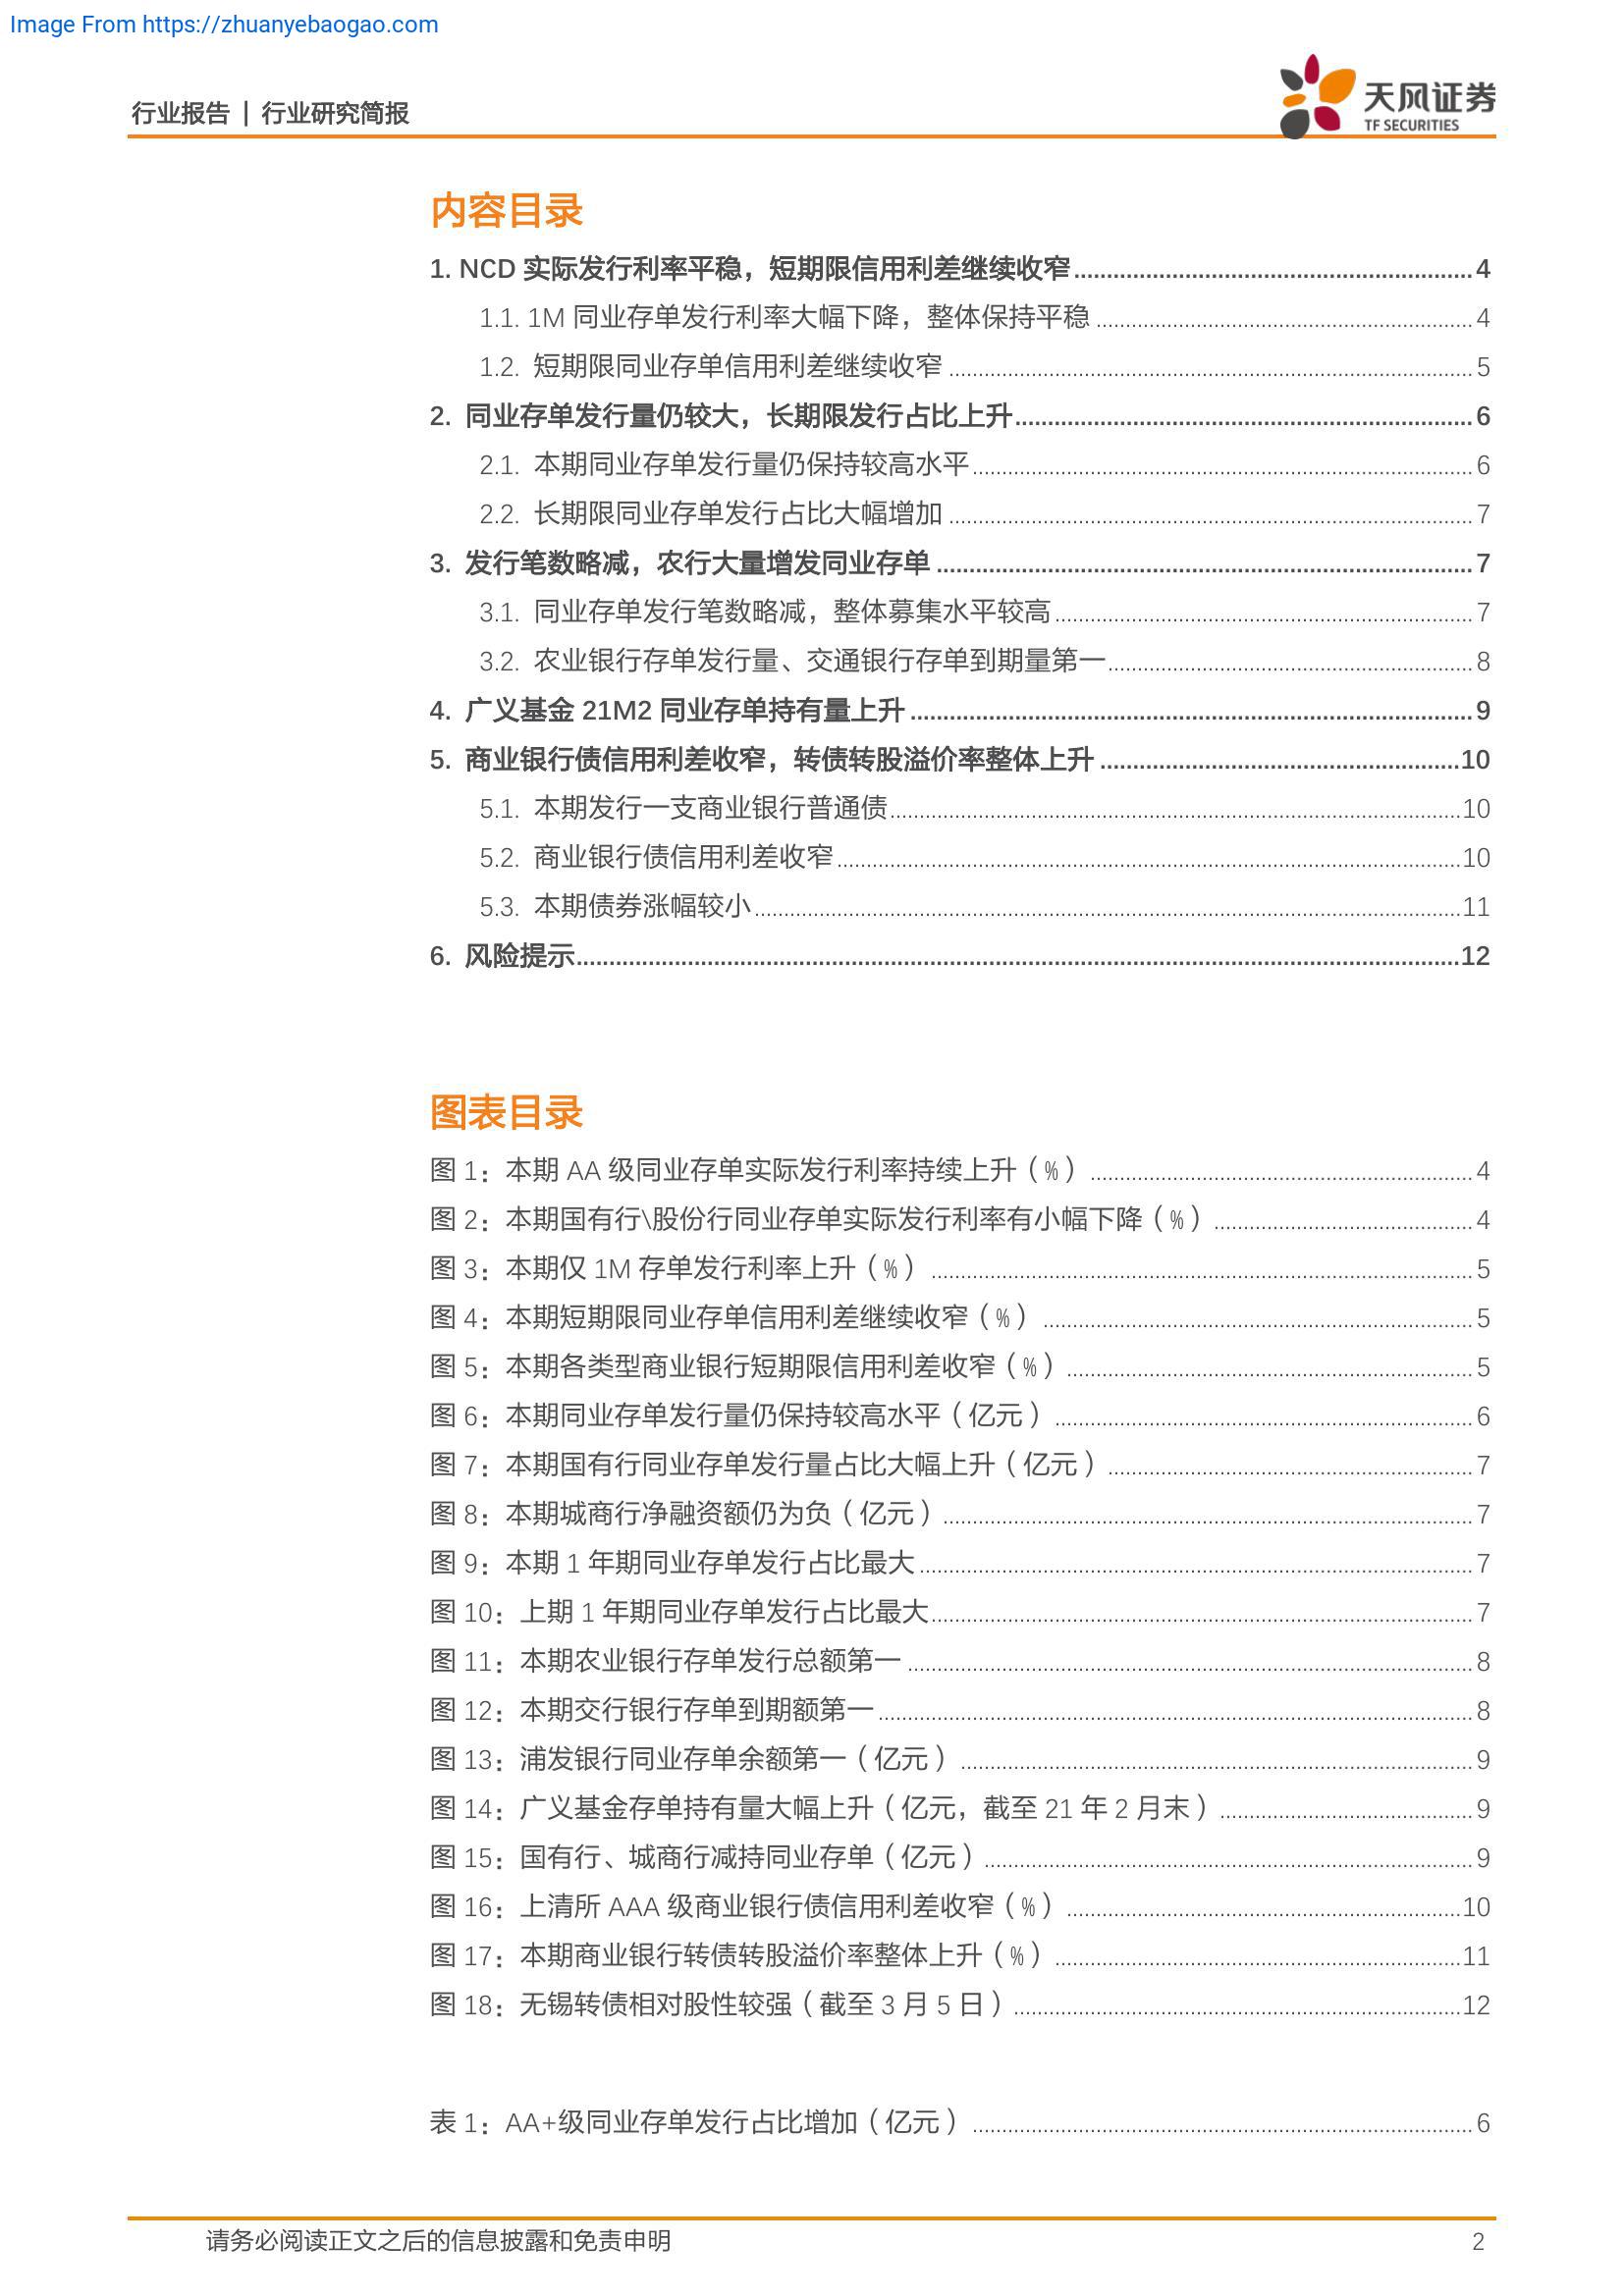 Image From https://zhuanyebaogao.com
行业报告 | 行业研究简报
天风证券
TF SECURITIES
内容目录
1. NCD 实际发行利率平稳，短期限信用利差继续收窄 4
1.1. 1M 同业存单发行利率大幅下降，整体保持平稳 4
1.2. 短期限同业存单信用利差继续收窄 5
2. 同业存单发行量仍较大，长期限发行占比上升 6
2.1. 本期同业存单发行量仍保持较高水平 6
2.2. 长期限同业存单发行占比大幅增加 7
3. 发行笔数略减，农行大量增发同业存单 7
3.1. 同业存单发行笔数略减，整体募集水平较高 7
3.2. 农业银行存单发行量、交通银行存单到期量第一 8
4. 广义基金 21M2 同业存单持有量上升 9
5. 商业银行债信用利差收窄，转债转股溢价率整体上升 10
5.1. 本期发行一支商业银行普通债 10
5.2. 商业银行债信用利差收窄 10
5.3. 本期债券涨幅较小 11
6. 风险提示 12
图表目录
图 1：本期 AA 级同业存单实际发行利率持续上升（%） 4
图 2：本期国有行\股份行同业存单实际发行利率有小幅下降（%） 4
图 3：本期仅 1M 存单发行利率上升（%） 5
图 4：本期短期限同业存单信用利差继续收窄（%） 5
图 5：本期各类型商业银行短期限信用利差收窄（%） 5
图 6：本期同业存单发行量仍保持较高水平（亿元） 6
图 7：本期国有行同业存单发行量占比大幅上升（亿元） 7
图 8：本期城商行净融资额仍为负（亿元） 7
图 9：本期 1 年期同业存单发行占比最大 7
图 10：上期 1 年期同业存单发行占比最大 7
图 11：本期农业银行存单发行总额第一 8
图 12：本期交行银行存单到期额第一 8
图 13：浦发银行同业存单余额第一（亿元） 9
图 14：广义基金存单持有量大幅上升（亿元，截至 21 年 2 月末） 9
图 15：国有行、城商行减持同业存单（亿元） 9
图 16：上清所 AAA 级商业银行债信用利差收窄（%） 10
图 17：本期商业银行转债转股溢价率整体上升（%） 11
图 18：无锡转债相对股性较强（截至 3 月 5 日） 12
表 1：AA+级同业存单发行占比增加（亿元） 6
请务必阅读正文之后的信息披露和免责申明 2